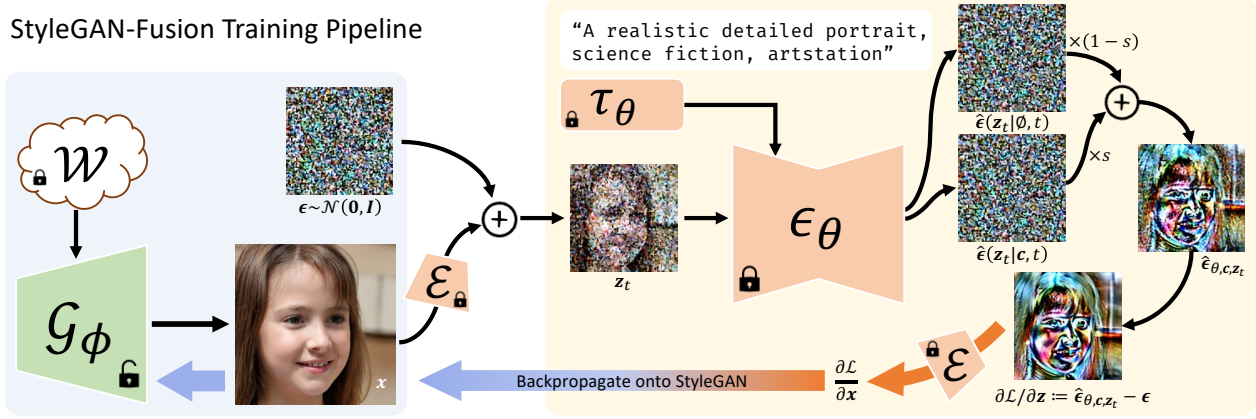 StyleGAN-Fusion Training Pipeline
𝒲
𝒢ϕ
ϵ~𝒩(0, I)
x
ℰ
+
"A realistic detailed portrait,
science fiction, artstation"
τθ
zt
ϵθ
ϵ̂(zt|∅, t)
×(1 − s)
+
ϵ̂(zt|c, t)
×s
ϵ̂θ,c,zt
∂ℒ/∂z ≔ ϵ̂θ,c,zt − ϵ
ℰ
∂ℒ
∂x
Backpropagate onto StyleGAN